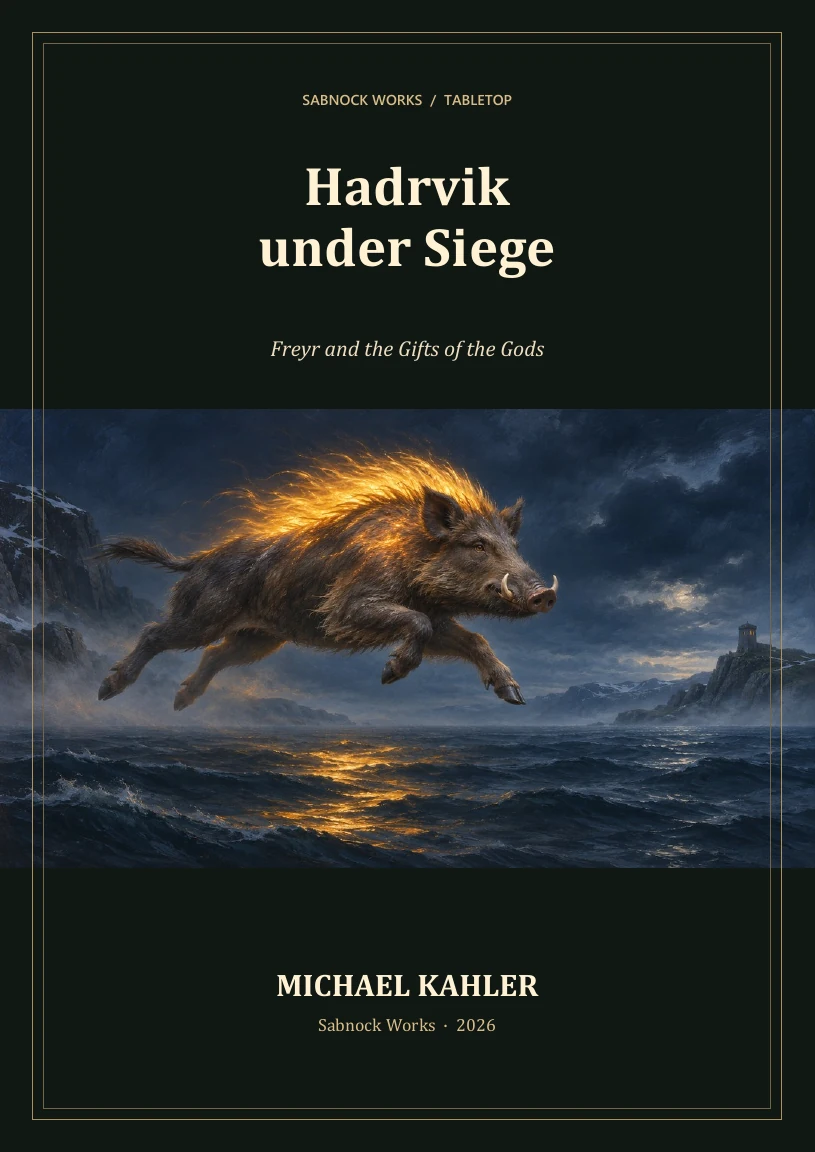 SABNOCK WORKS / TABLETOP
Hadrvik
under Siege
Freyr and the Gifts of the Gods
MICHAEL KAHLER
Sabnock Works · 2026